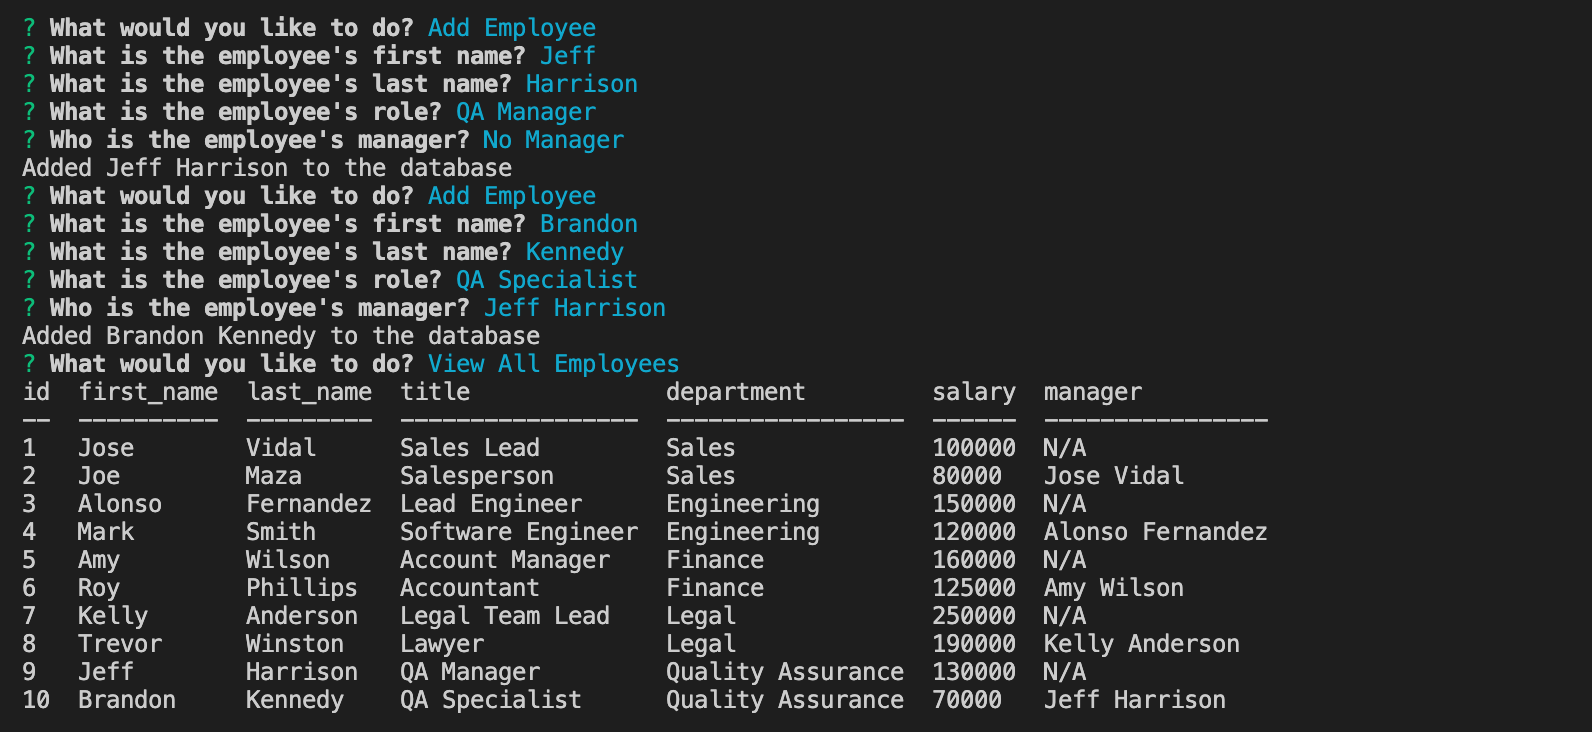 ? What would you like to do? Add Employee
? What is the employee's first name? Jeff
? What is the employee's last name? Harrison
? What is the employee's role? QA Manager
? Who is the employee's manager? No Manager
Added Jeff Harrison to the database
? What would you like to do? Add Employee
? What is the employee's first name? Brandon
? What is the employee's last name? Kennedy
? What is the employee's role? QA Specialist
? Who is the employee's manager? Jeff Harrison
Added Brandon Kennedy to the database
? What would you like to do? View All Employees
id  first_name  last_name  title              department         salary  manager
--  ----------  ---------  -----------------  -----------------  ------  ----------------
1   Jose        Vidal      Sales Lead         Sales              100000  N/A
2   Joe         Maza       Salesperson        Sales              80000   Jose Vidal
3   Alonso      Fernandez  Lead Engineer      Engineering        150000  N/A
4   Mark        Smith      Software Engineer  Engineering        120000  Alonso Fernandez
5   Amy         Wilson     Account Manager    Finance            160000  N/A
6   Roy         Phillips   Accountant         Finance            125000  Amy Wilson
7   Kelly       Anderson   Legal Team Lead    Legal              250000  N/A
8   Trevor      Winston    Lawyer             Legal              190000  Kelly Anderson
9   Jeff        Harrison   QA Manager         Quality Assurance  130000  N/A
10  Brandon     Kennedy    QA Specialist      Quality Assurance  70000   Jeff Harrison